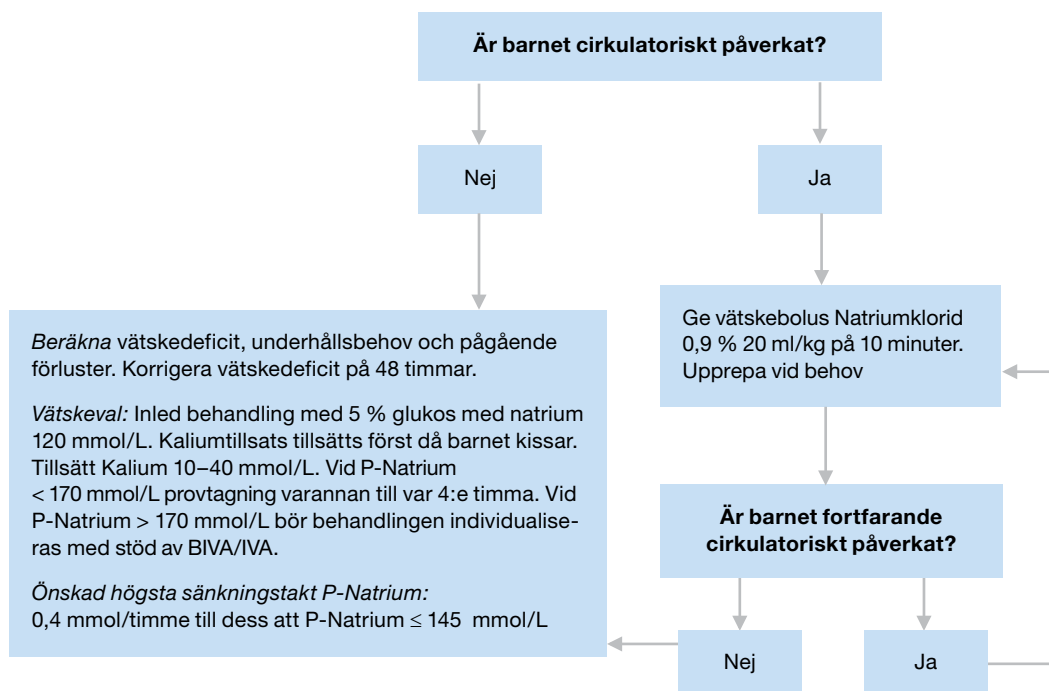 Är barnet cirkulatoriskt påverkat?
Nej
Ja
Beräkna vätskedeficit, underhållsbehov och pågående
förluster. Korrigera vätskedeficit på 48 timmar.
Vätskeval: Inled behandling med 5 % glukos med natrium
120 mmol/L. Kaliumtillsats tillsätts först då barnet kissar.
Tillsätt Kalium 10–40 mmol/L. Vid P-Natrium
< 170 mmol/L provtagning varannan till var 4:e timma. Vid
P-Natrium > 170 mmol/L bör behandlingen individualise-
ras med stöd av BIVA/IVA.
Önskad högsta sänkningstakt P-Natrium:
0,4 mmol/timme till dess att P-Natrium ≤ 145 mmol/L
Ge vätskebolus Natriumklorid
0,9 % 20 ml/kg på 10 minuter.
Upprepa vid behov
Är barnet fortfarande
cirkulatoriskt påverkat?
Nej
Ja